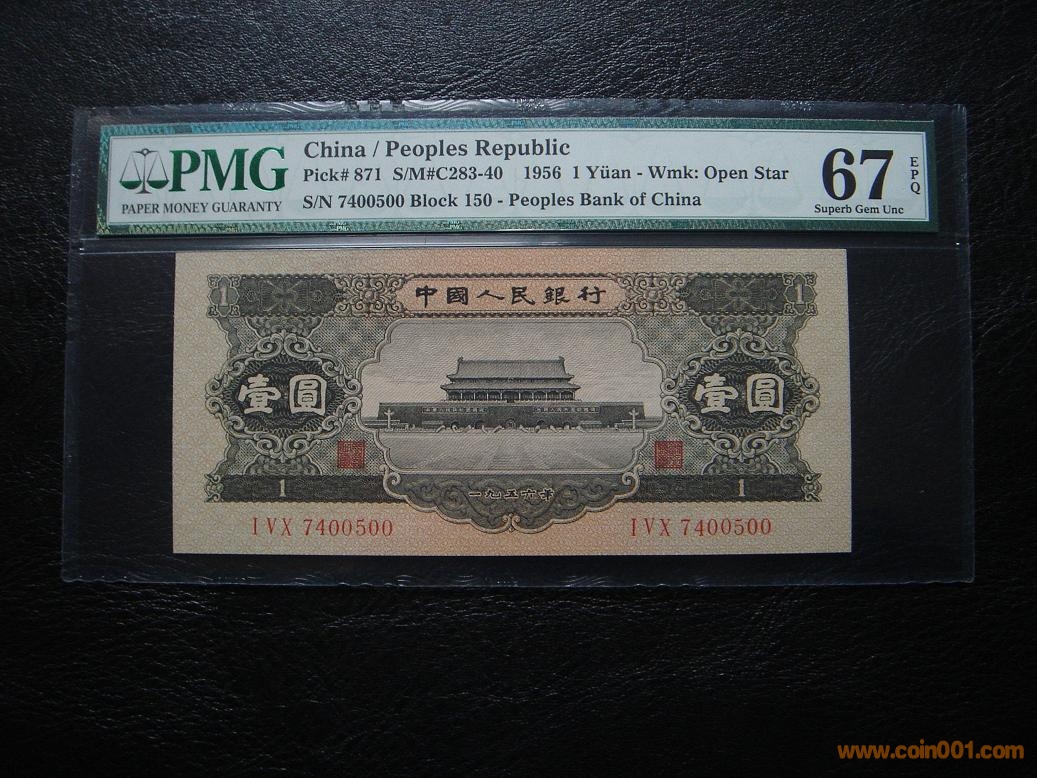 PMG
PAPER MONEY GUARANTY
China / Peoples Republic
Pick# 871 S/M#C283-40 1956 1 Yüan - Wmk: Open Star
S/N 7400500 Block 150 - Peoples Bank of China
67
EPQ
Superb Gem Unc
1 中國人民銀行 1
壹圓 壹圓
1 一九五六年 1
IVX 7400500 IVX 7400500
www.coin001.com